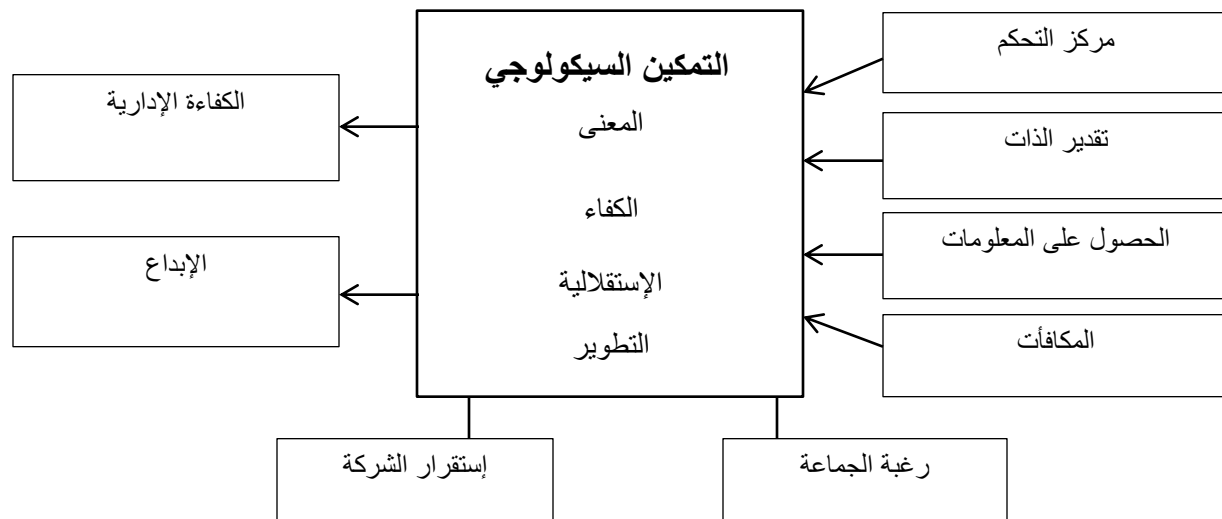 مركز التحكم
تقدير الذات
الحصول على المعلومات
المكافأت
التمكين السيكولوجي
المعنى
الكفاء
الإستقلالية
التطوير
الكفاءة الإدارية
الإبداع
رغبة الجماعة
إستقرار الشركة